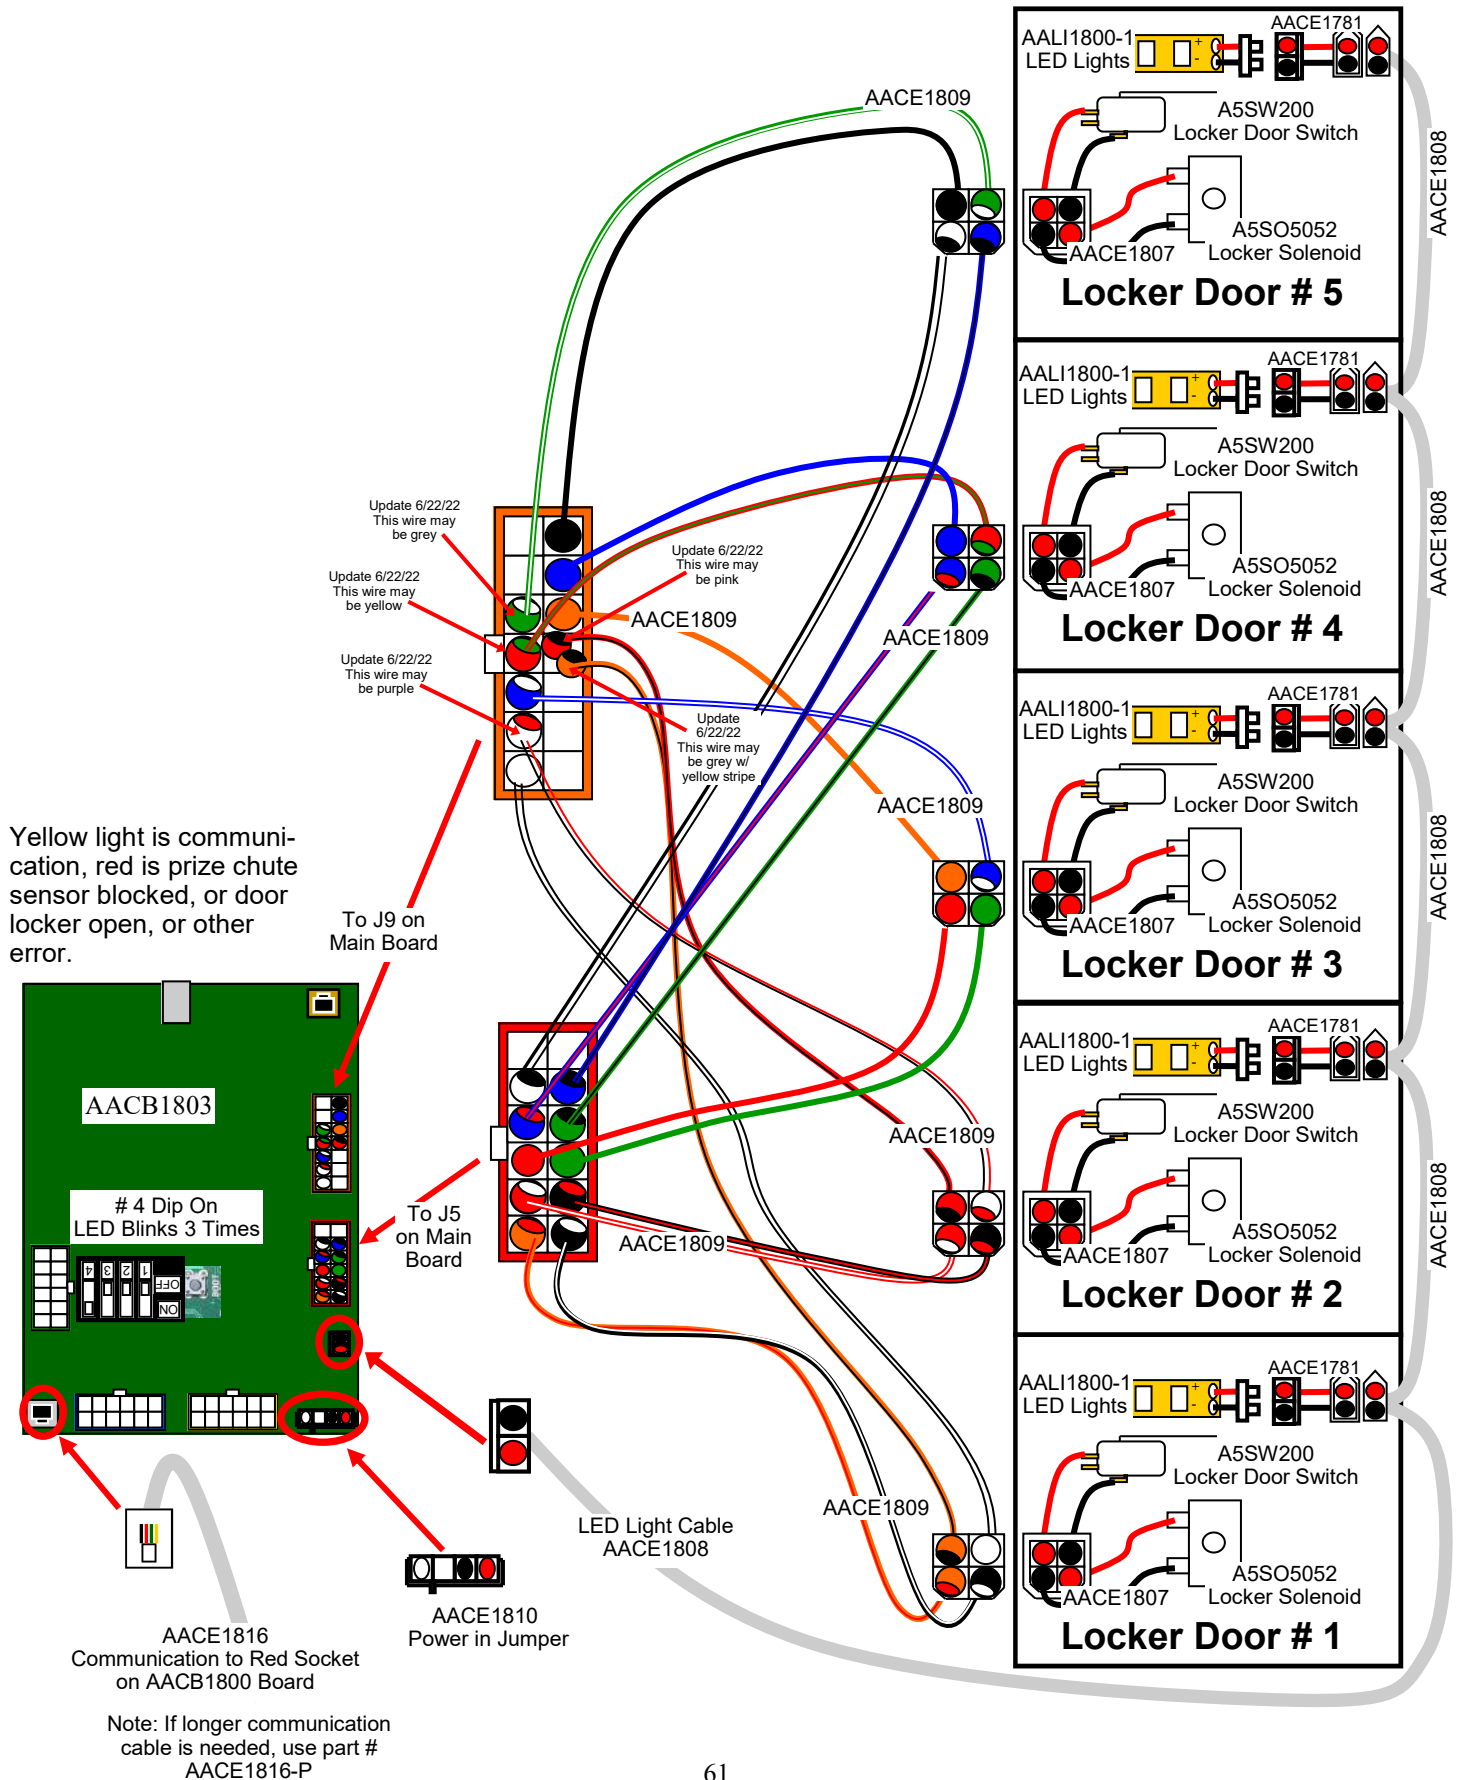 AACE1781
AALI1800-1
LED Lights
+
-
AACE1809
A5SW200
Locker Door Switch
AACE1808
A5SO5052
Locker Solenoid
AACE1807
Locker Door # 5
AACE1781
AALI1800-1
LED Lights
+
-
A5SW200
Locker Door Switch
AACE1808
Update 6/22/22
This wire may
be grey
Update 6/22/22
This wire may
be pink
Update 6/22/22
This wire may
be yellow
AACE1809
AACE1809
Update 6/22/22
This wire may
be purple
A5SO5052
Locker Solenoid
AACE1807
Locker Door # 4
Update
6/22/22
This wire may
be grey w/
yellow stripe
AACE1781
AALI1800-1
LED Lights
+
-
A5SW200
Locker Door Switch
AACE1809
AACE1808
A5SO5052
Locker Solenoid
AACE1807
Locker Door # 3
Yellow light is communi-
cation, red is prize chute
sensor blocked, or door
locker open, or other
error.
To J9 on
Main Board
AACB1803
# 4 Dip On
LED Blinks 3 Times
4
3
2
1
OFF
ON
BOOT
To J5
on Main
Board
AACE1781
AALI1800-1
LED Lights
+
-
A5SW200
Locker Door Switch
AACE1809
AACE1808
AACE1809
A5SO5052
Locker Solenoid
AACE1807
Locker Door # 2
AACE1781
AALI1800-1
LED Lights
+
-
A5SW200
Locker Door Switch
AACE1809
A5SO5052
Locker Solenoid
AACE1807
Locker Door # 1
LED Light Cable
AACE1808
AACE1810
Power in Jumper
AACE1816
Communication to Red Socket
on AACB1800 Board
Note: If longer communication
cable is needed, use part #
AACE1816-P
61